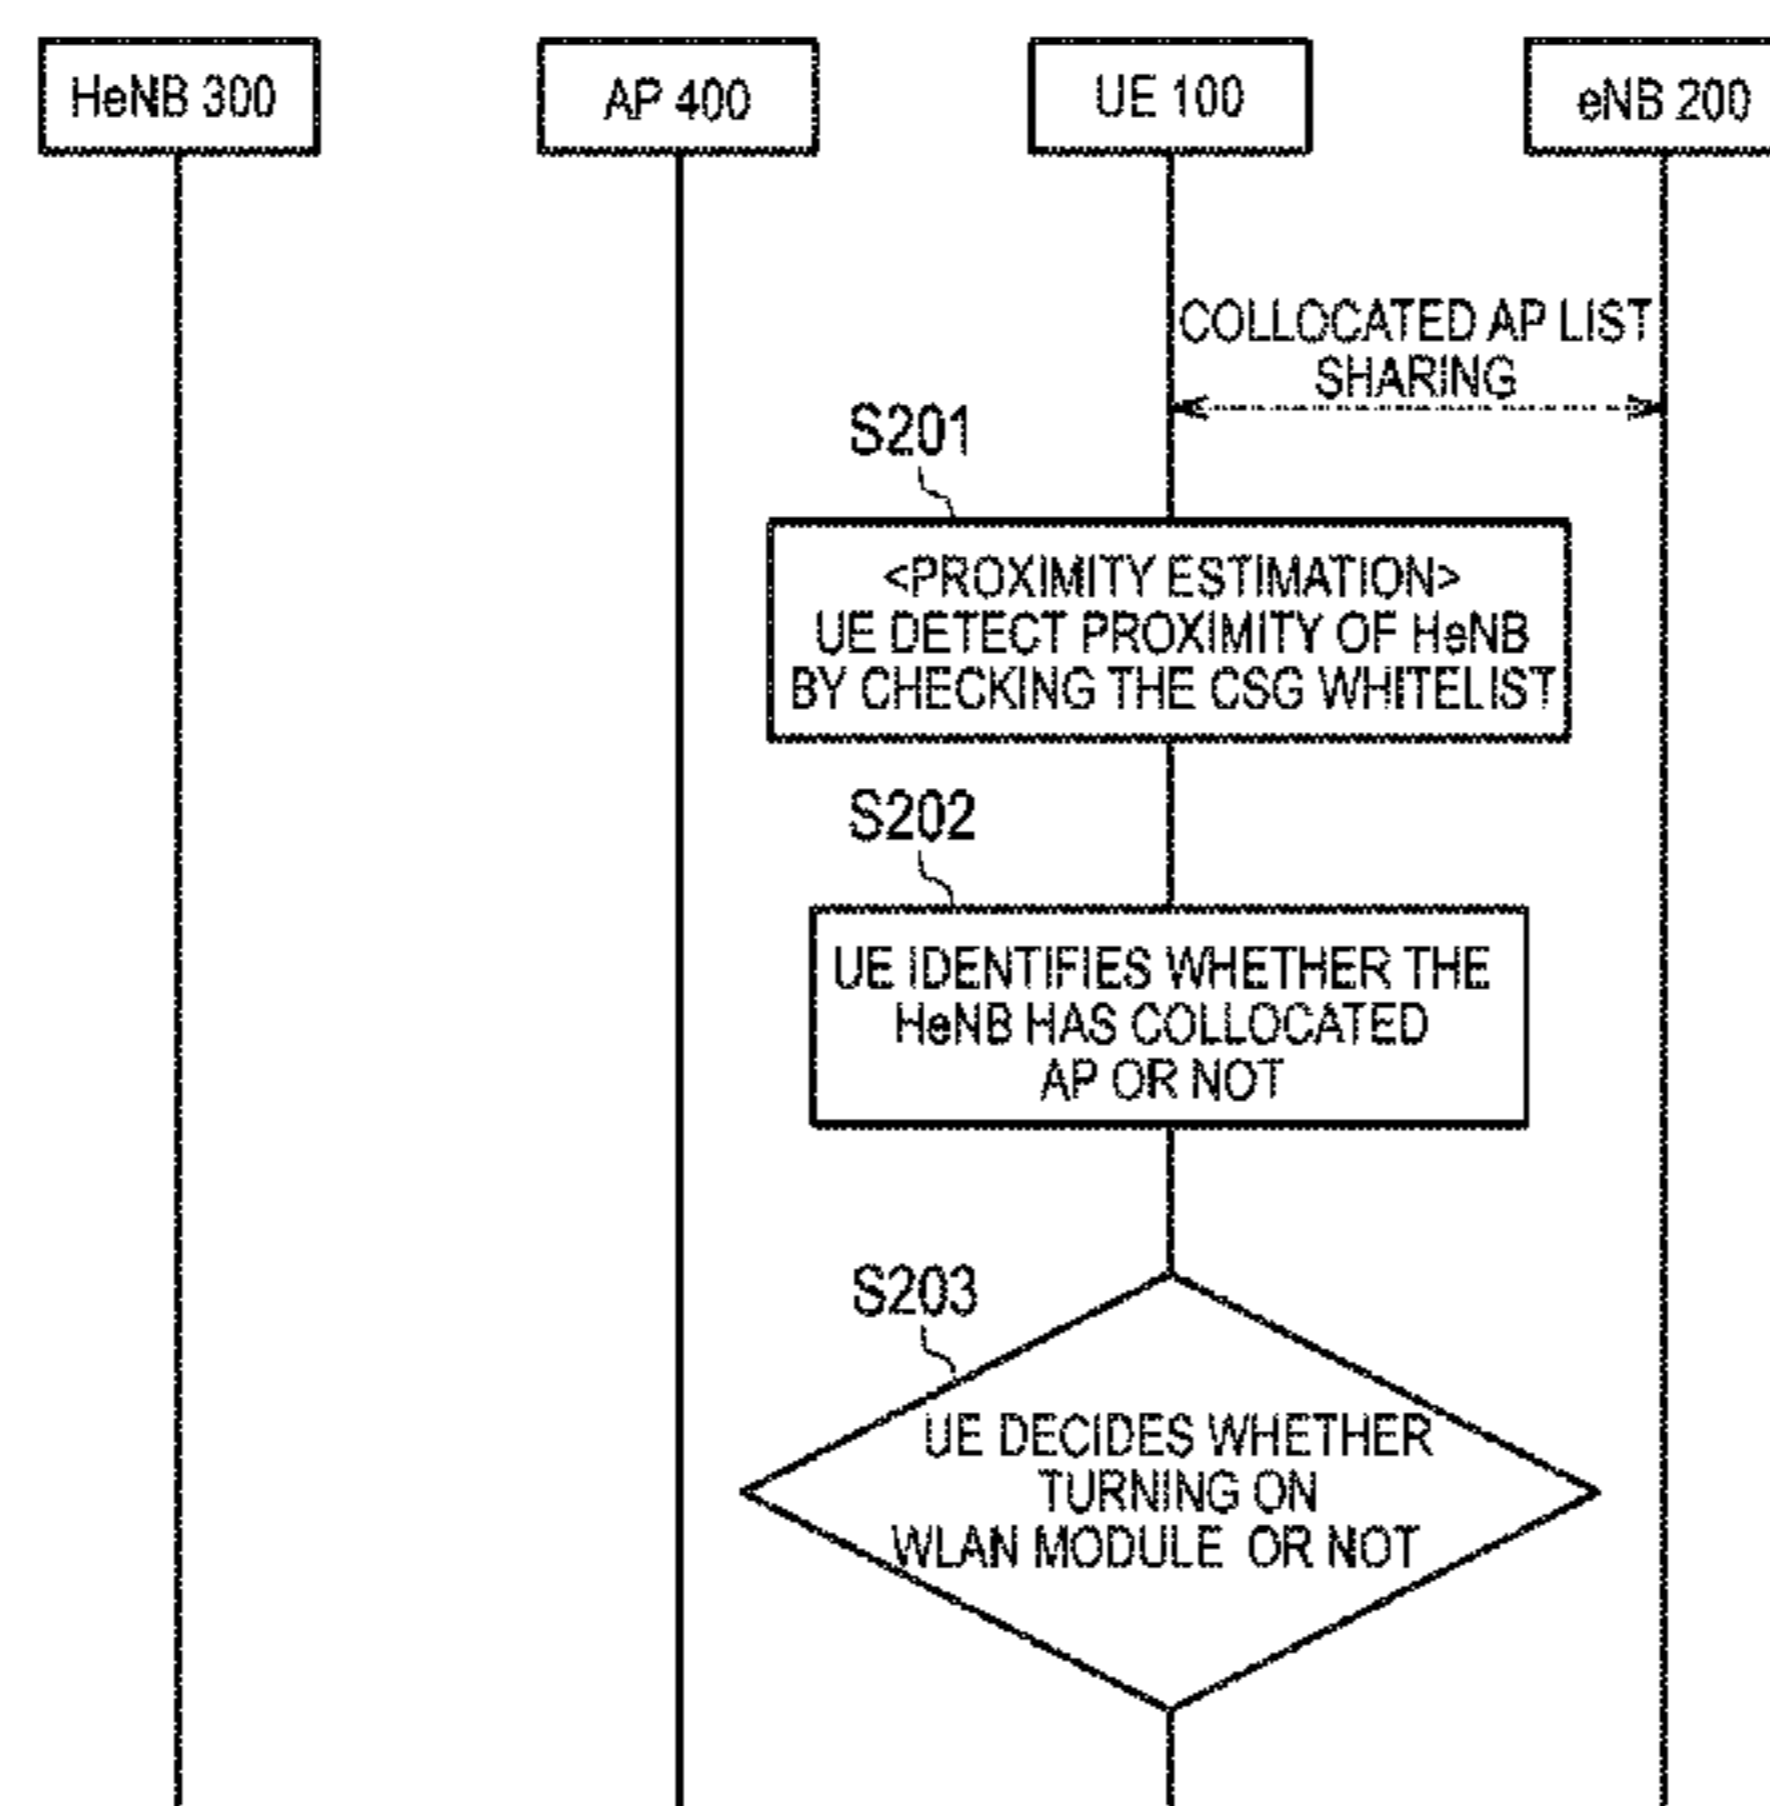 HeNB 300
AP 400
UE 100
eNB 200
COLLOCATED AP LIST
SHARING
S201
<PROXIMITY ESTIMATION>
UE DETECT PROXIMITY OF HeNB
BY CHECKING THE CSG WHITELIST
S202
UE IDENTIFIES WHETHER THE
HeNB HAS COLLOCATED
AP OR NOT
S203
UE DECIDES WHETHER
TURNING ON
WLAN MODULE OR NOT